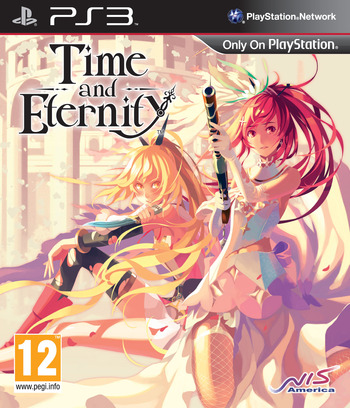 PS3
PlayStation®Network
Only On PlayStation®
Time
and
Eternity
12
www.pegi.info
NIS
America